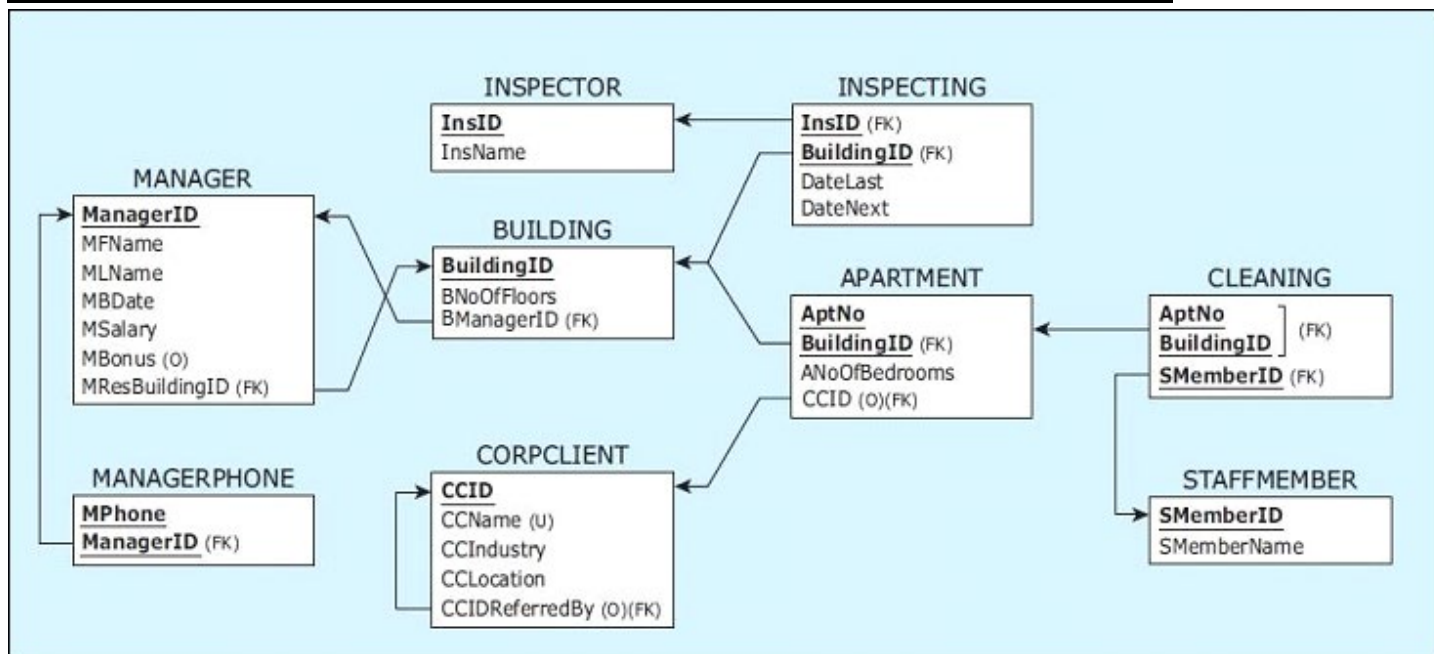 INSPECTOR
InsID
InsName
INSPECTING
InsID (FK)
BuildingID (FK)
DateLast
DateNext
MANAGER
ManagerID
MFName
MLName
MBDate
MSalary
MBonus (O)
MResBuildingID (FK)
BUILDING
BuildingID
BNoOfFloors
BManagerID (FK)
APARTMENT
AptNo
BuildingID (FK)
ANoOfBedrooms
CCID (O)(FK)
CLEANING
AptNo
BuildingID
(FK)
SMemberID (FK)
MANAGERPHONE
MPhone
ManagerID (FK)
CORPCLIENT
CCID
CCName (U)
CCIndustry
CCLocation
CCIDReferredBy (O)(FK)
STAFFMEMBER
SMemberID
SMemberName